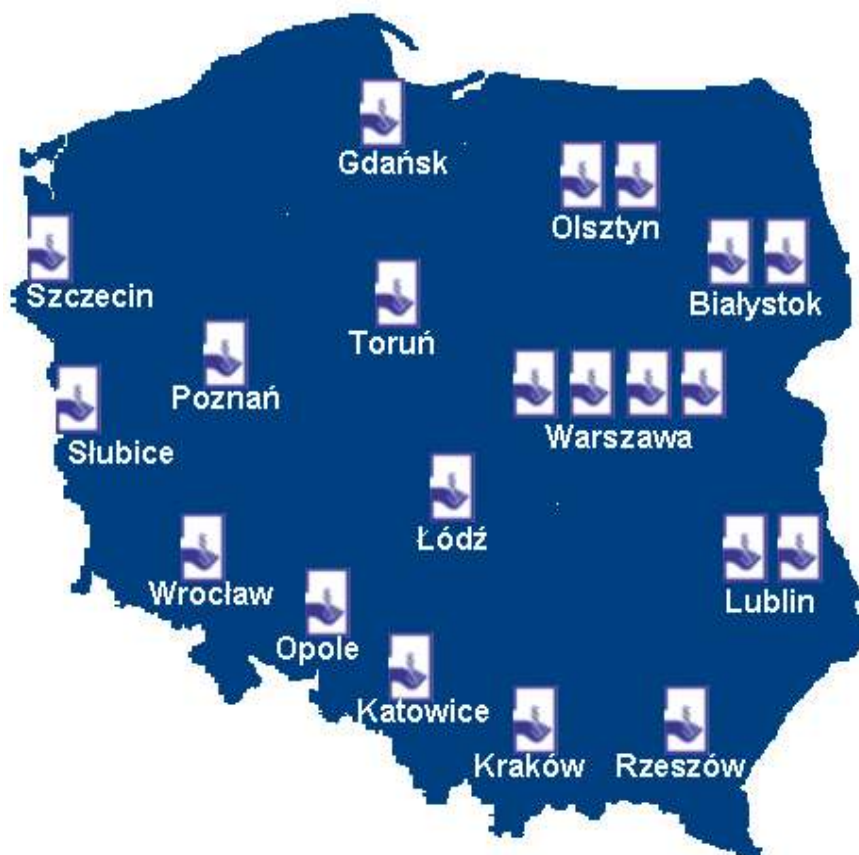 Gdańsk
Olsztyn
Szczecin
Białystok
Toruń
Poznań
Warszawa
Słubice
Łódź
Wrocław
Lublin
Opole
Katowice
Kraków
Rzeszów